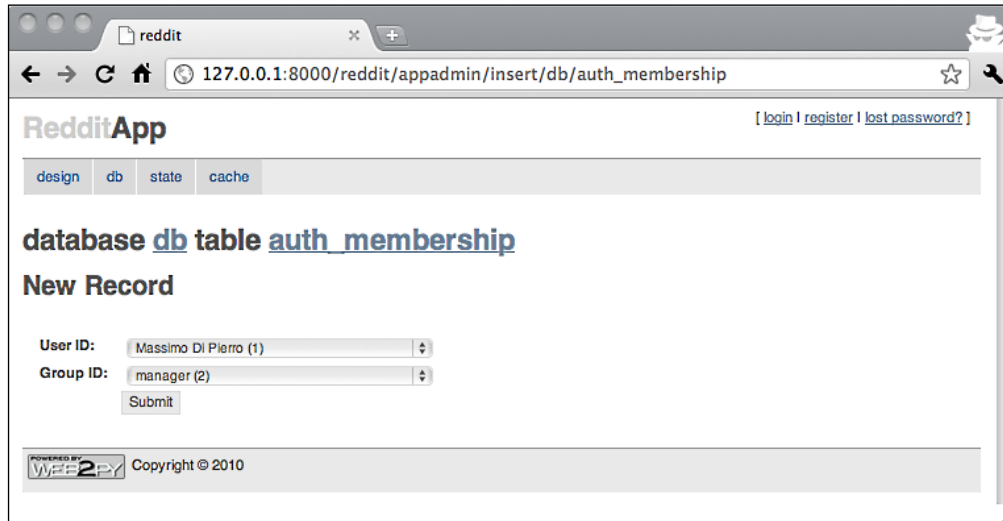 reddit
127.0.0.1:8000/reddit/appadmin/insert/db/auth_membership
RedditApp
[ login | register | lost password? ]
design db state cache
database db table auth_membership
New Record
User ID: Massimo Di Pierro (1)
Group ID: manager (2)
Submit
POWERED BY
WEB2PY Copyright © 2010